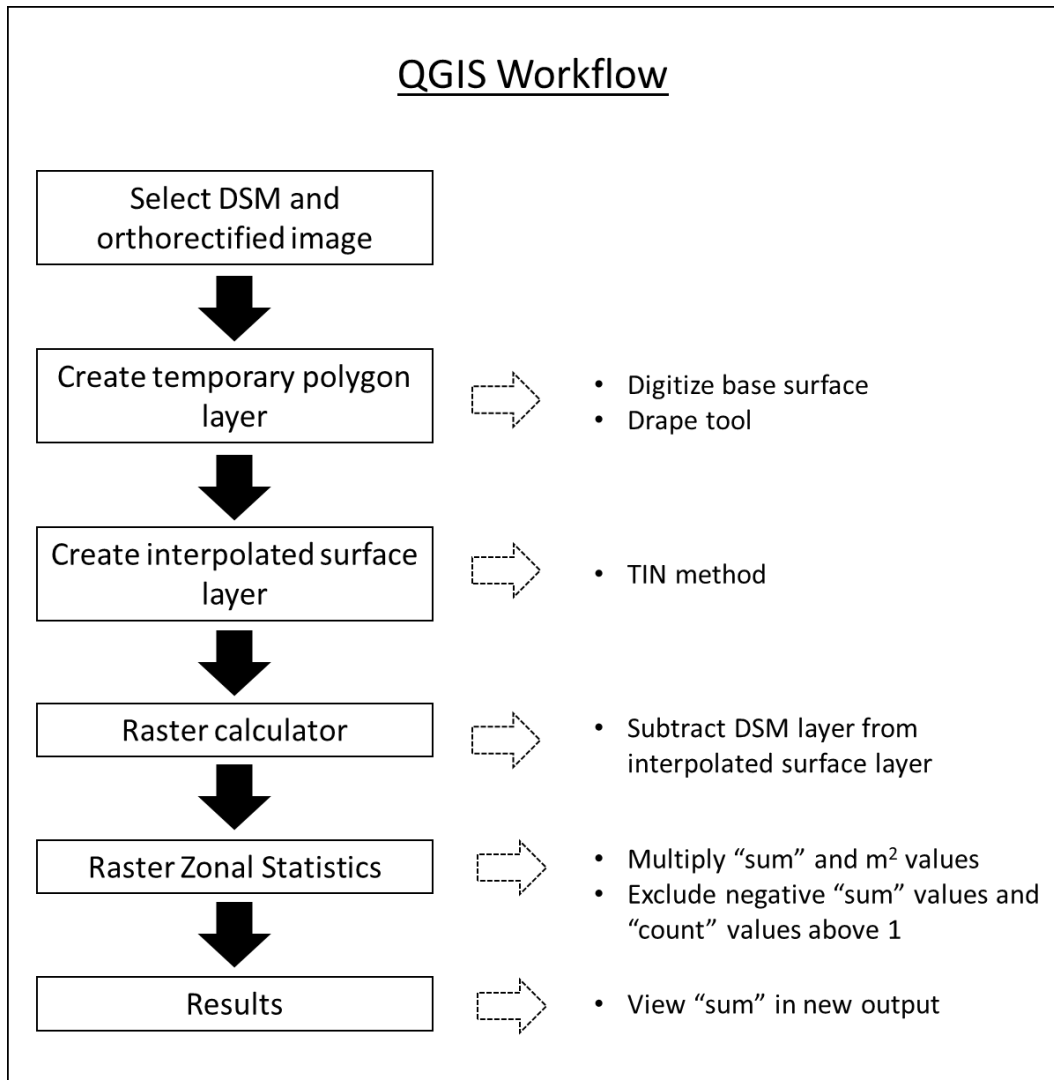 QGIS Workflow
Select DSM and
orthorectified image
Create temporary polygon
layer
• Digitize base surface
• Drape tool
Create interpolated surface
layer
• TIN method
Raster calculator
• Subtract DSM layer from
interpolated surface layer
Raster Zonal Statistics
• Multiply “sum” and m² values
• Exclude negative “sum” values and
“count” values above 1
Results
• View “sum” in new output